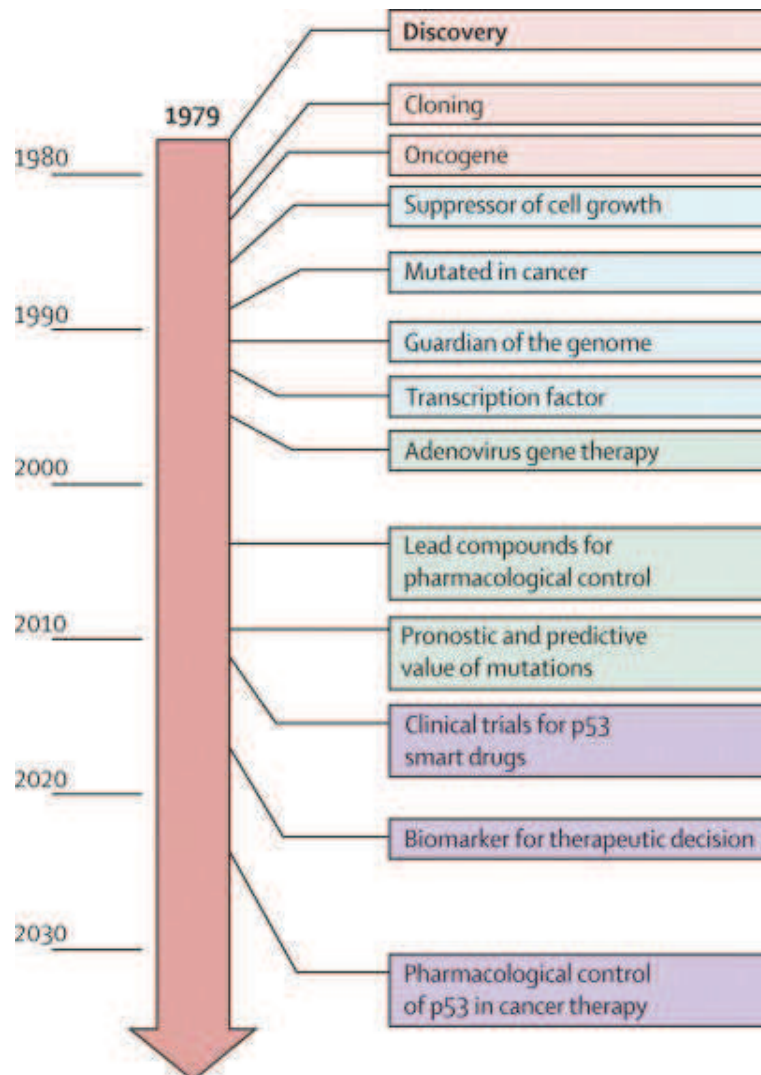 Discovery
1979
Cloning
1980
Oncogene
Suppressor of cell growth
Mutated in cancer
1990
Guardian of the genome
Transcription factor
Adenovirus gene therapy
2000
Lead compounds for
pharmacological control
2010
Pronostic and predictive
value of mutations
Clinical trials for p53
smart drugs
2020
Biomarker for therapeutic decision
2030
Pharmacological control
of p53 in cancer therapy